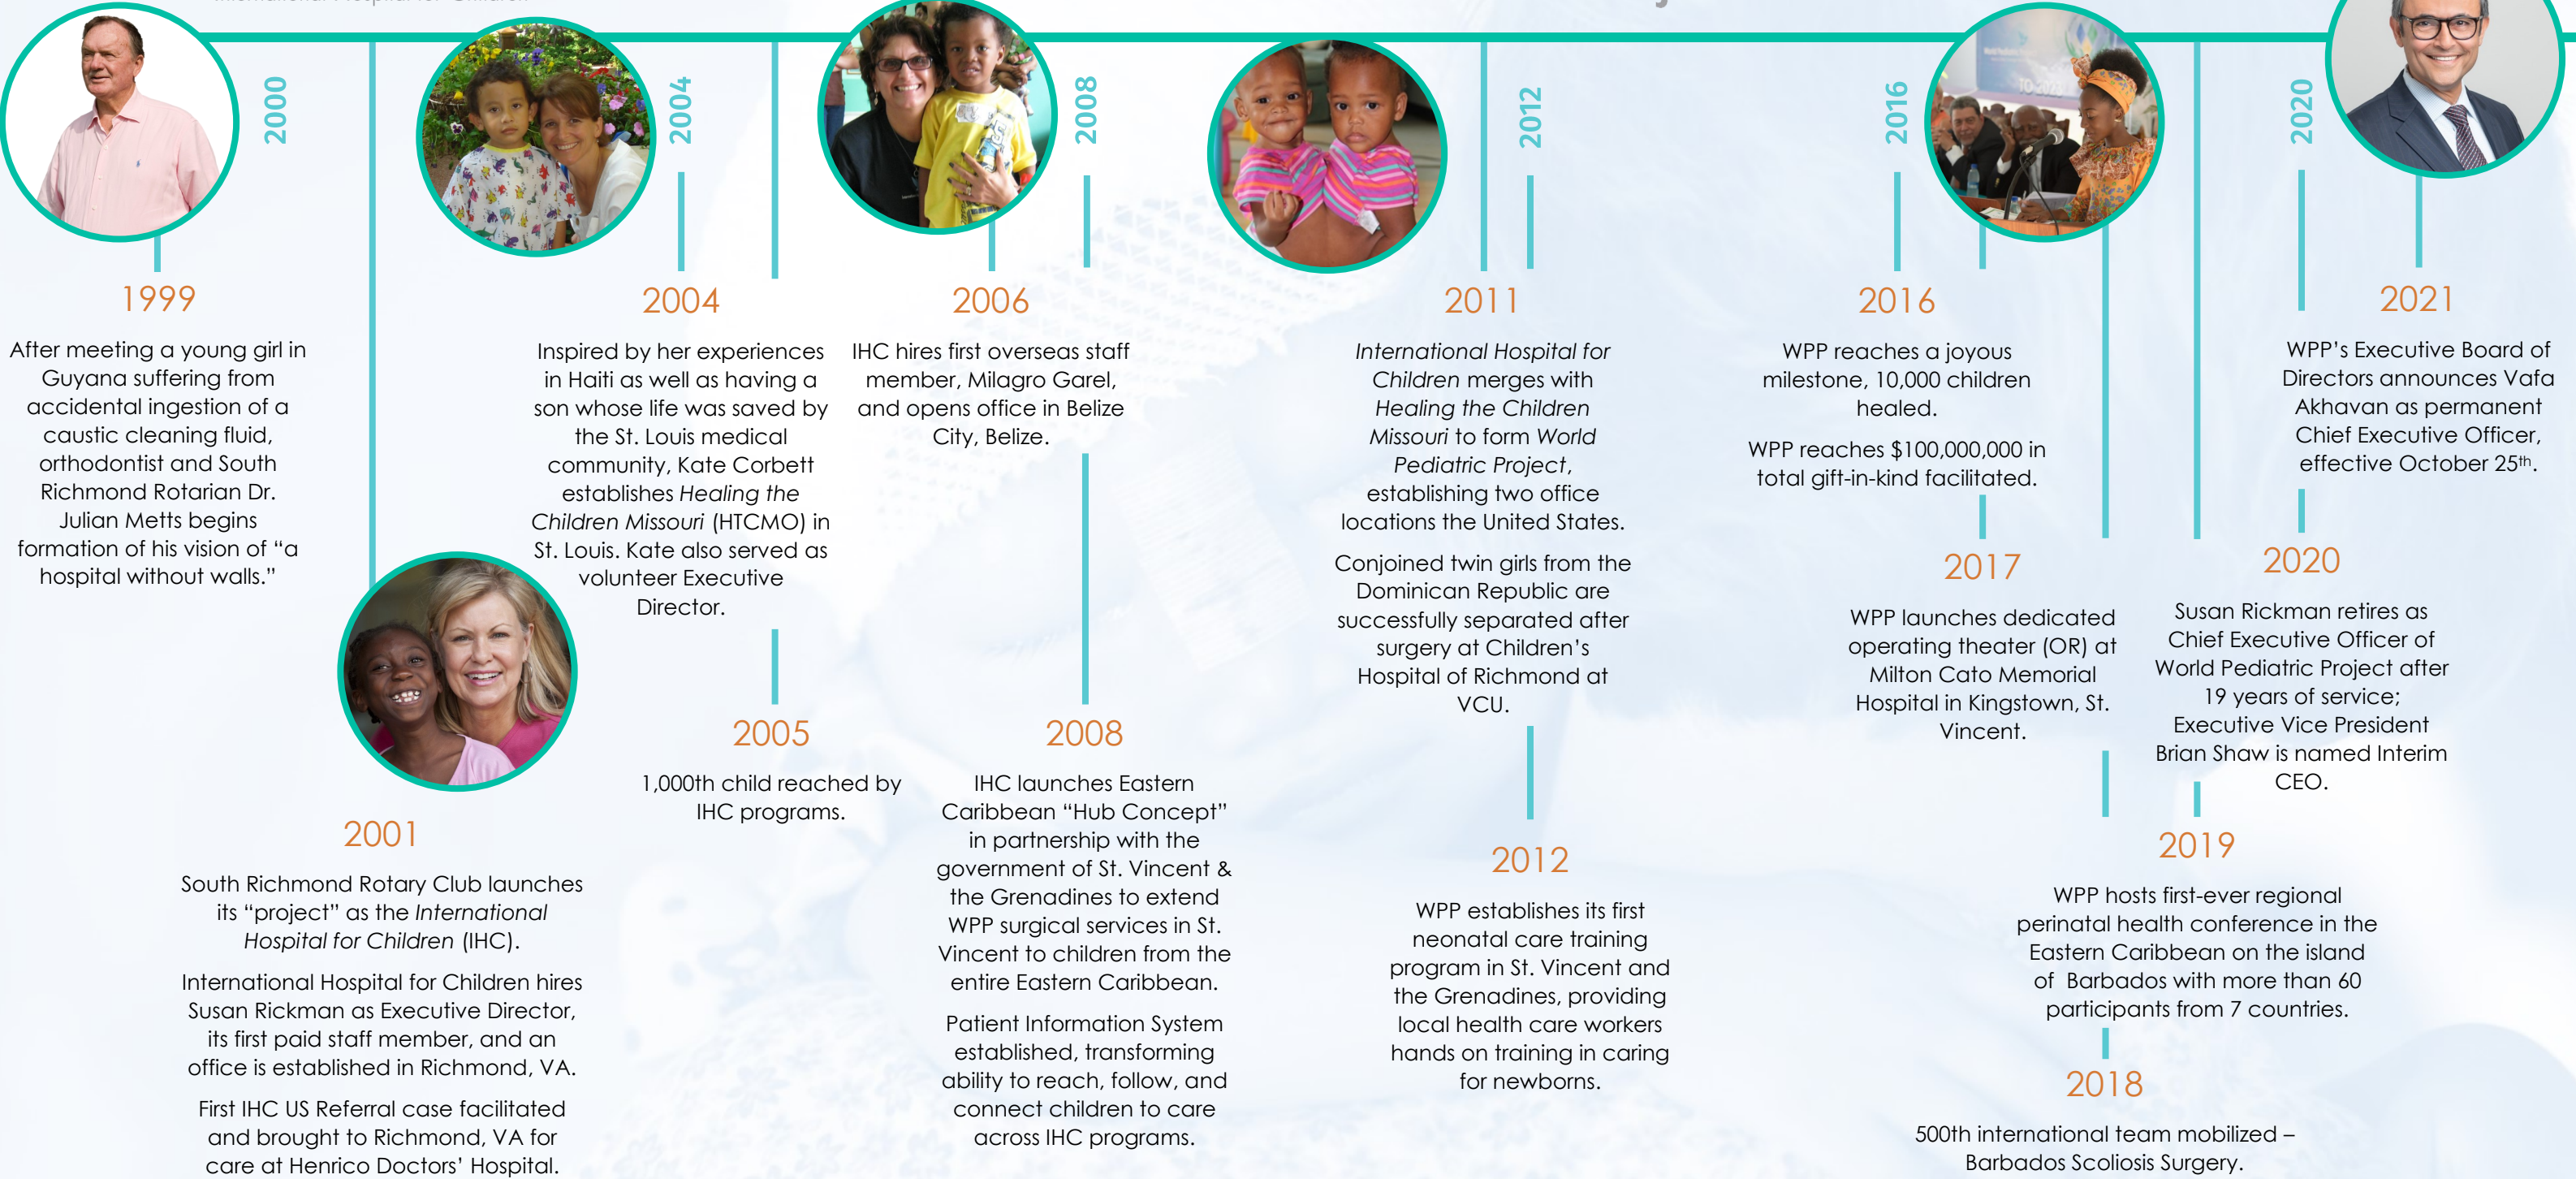 2000
2004
2008
2012
2016
TO-2023
2020
1999
After meeting a young girl in
Guyana suffering from
accidental ingestion of a
caustic cleaning fluid,
orthodontist and South
Richmond Rotarian Dr.
Julian Metts begins
formation of his vision of “a
hospital without walls.”
2001
South Richmond Rotary Club launches
its “project” as the International
Hospital for Children (IHC).
International Hospital for Children hires
Susan Rickman as Executive Director,
its first paid staff member, and an
office is established in Richmond, VA.
First IHC US Referral case facilitated
and brought to Richmond, VA for
care at Henrico Doctors’ Hospital.
2004
Inspired by her experiences
in Haiti as well as having a
son whose life was saved by
the St. Louis medical
community, Kate Corbett
establishes Healing the
Children Missouri (HTCMO) in
St. Louis. Kate also served as
volunteer Executive
Director.
2005
1,000th child reached by
IHC programs.
2006
IHC hires first overseas staff
member, Milagro Garel,
and opens office in Belize
City, Belize.
2008
IHC launches Eastern
Caribbean “Hub Concept”
in partnership with the
government of St. Vincent &
the Grenadines to extend
WPP surgical services in St.
Vincent to children from the
entire Eastern Caribbean.
Patient Information System
established, transforming
ability to reach, follow, and
connect children to care
across IHC programs.
2011
International Hospital for
Children merges with
Healing the Children
Missouri to form World
Pediatric Project,
establishing two office
locations the United States.
Conjoined twin girls from the
Dominican Republic are
successfully separated after
surgery at Children’s
Hospital of Richmond at
VCU.
2012
WPP establishes its first
neonatal care training
program in St. Vincent and
the Grenadines, providing
local health care workers
hands on training in caring
for newborns.
2016
WPP reaches a joyous
milestone, 10,000 children
healed.
WPP reaches $100,000,000 in
total gift-in-kind facilitated.
2017
WPP launches dedicated
operating theater (OR) at
Milton Cato Memorial
Hospital in Kingstown, St.
Vincent.
2021
WPP’s Executive Board of
Directors announces Vafa
Akhavan as permanent
Chief Executive Officer,
effective October 25th.
2020
Susan Rickman retires as
Chief Executive Officer of
World Pediatric Project after
19 years of service;
Executive Vice President
Brian Shaw is named Interim
CEO.
2019
WPP hosts first-ever regional
perinatal health conference in the
Eastern Caribbean on the island
of Barbados with more than 60
participants from 7 countries.
2018
500th international team mobilized –
Barbados Scoliosis Surgery.